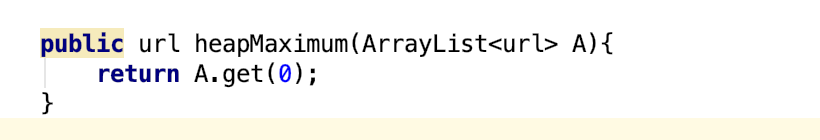 public url heapMaximum(ArrayList<url> A){
    return A.get(0);
}